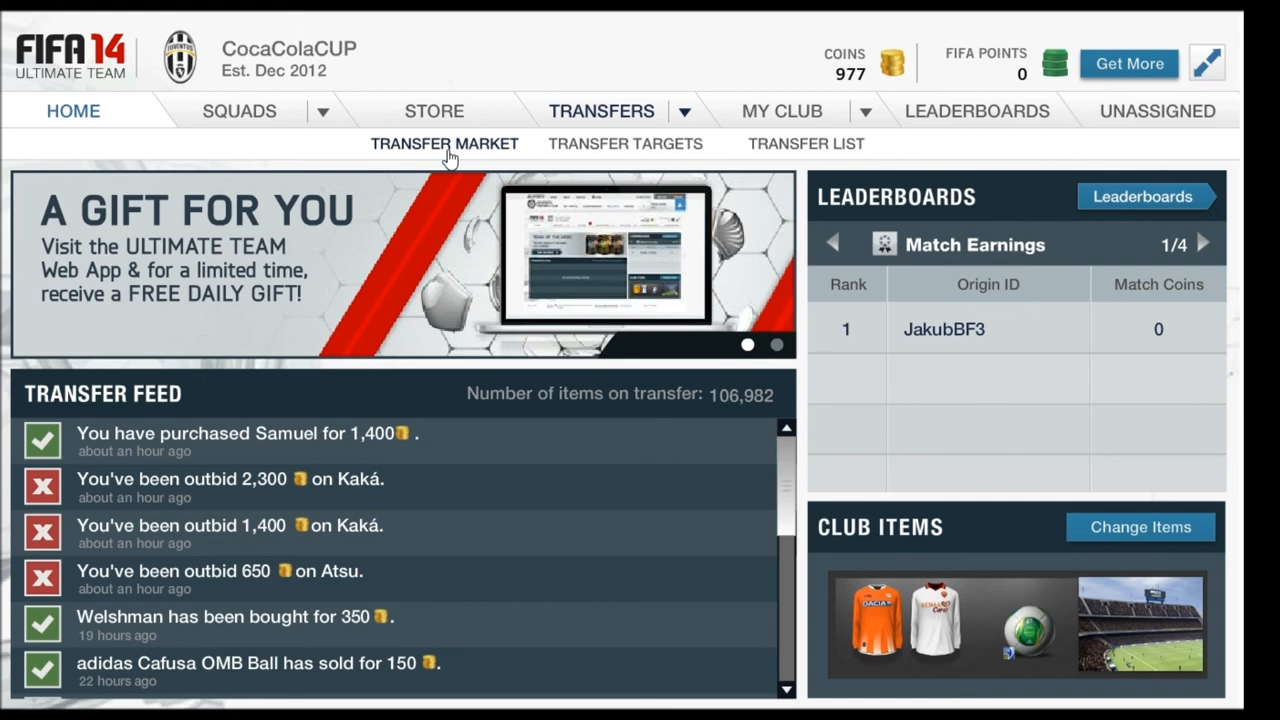 FIFA 14
ULTIMATE TEAM
JUVENTUS
CocaColaCUP
Est. Dec 2012
COINS
977
FIFA POINTS
0
Get More
HOME
SQUADS
STORE
TRANSFERS
MY CLUB
LEADERBOARDS
UNASSIGNED
TRANSFER MARKET
TRANSFER TARGETS
TRANSFER LIST
A GIFT FOR YOU
Visit the ULTIMATE TEAM
Web App & for a limited time,
receive a FREE DAILY GIFT!
TRANSFER FEED
Number of items on transfer: 106,982
You have purchased Samuel for 1,400 .
about an hour ago
You've been outbid 2,300 on Kaká.
about an hour ago
You've been outbid 1,400 on Kaká.
about an hour ago
You've been outbid 650 on Atsu.
about an hour ago
Welshman has been bought for 350 .
19 hours ago
adidas Cafusa OMB Ball has sold for 150 .
22 hours ago
LEADERBOARDS
Leaderboards
Match Earnings
1/4
Rank
Origin ID
Match Coins
1
JakubBF3
0
CLUB ITEMS
Change Items
DACIA
ROMA